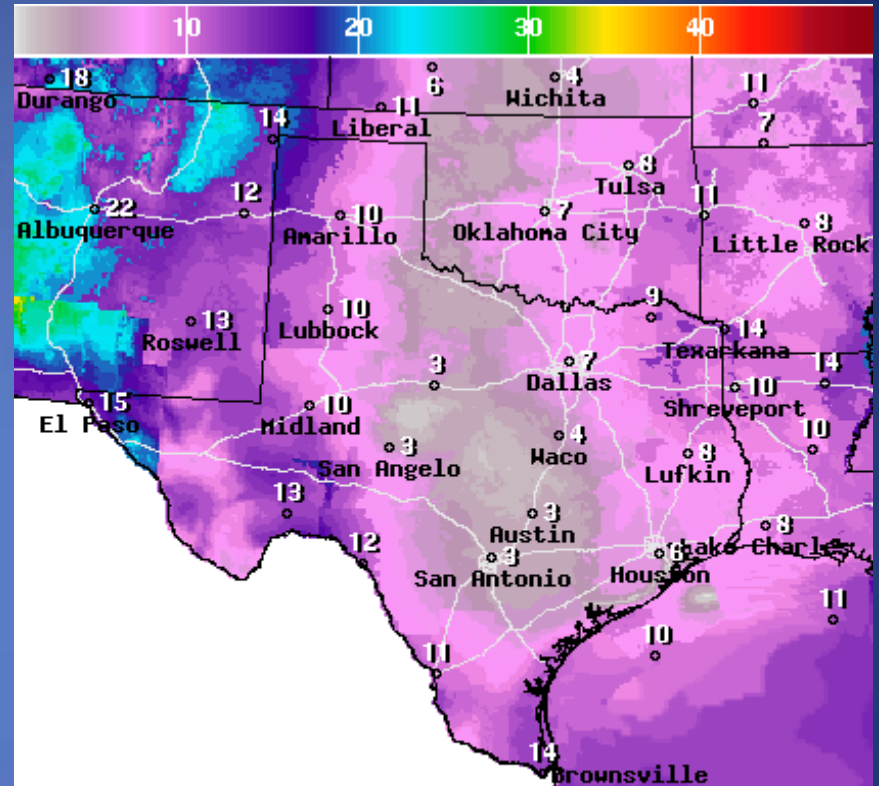 10 20 30 40
18 6 4 11
Durango Wichita
11
Liberal
14 7
8
Tulsa
22 12 10 7 11 8
Albuquerque Amarillo Oklahoma City Little Rock
13 10 9
Roswell Lubbock
14
Texarkana
3 7 14
Dallas
15 10 10
El Paso Midland Shreveport
3 4 8 10
San Angelo Waco Lufkin
13 3 8
Austin
12 3 6 Lake Charles
San Antonio Houston
11
10
11
14
Brownsville